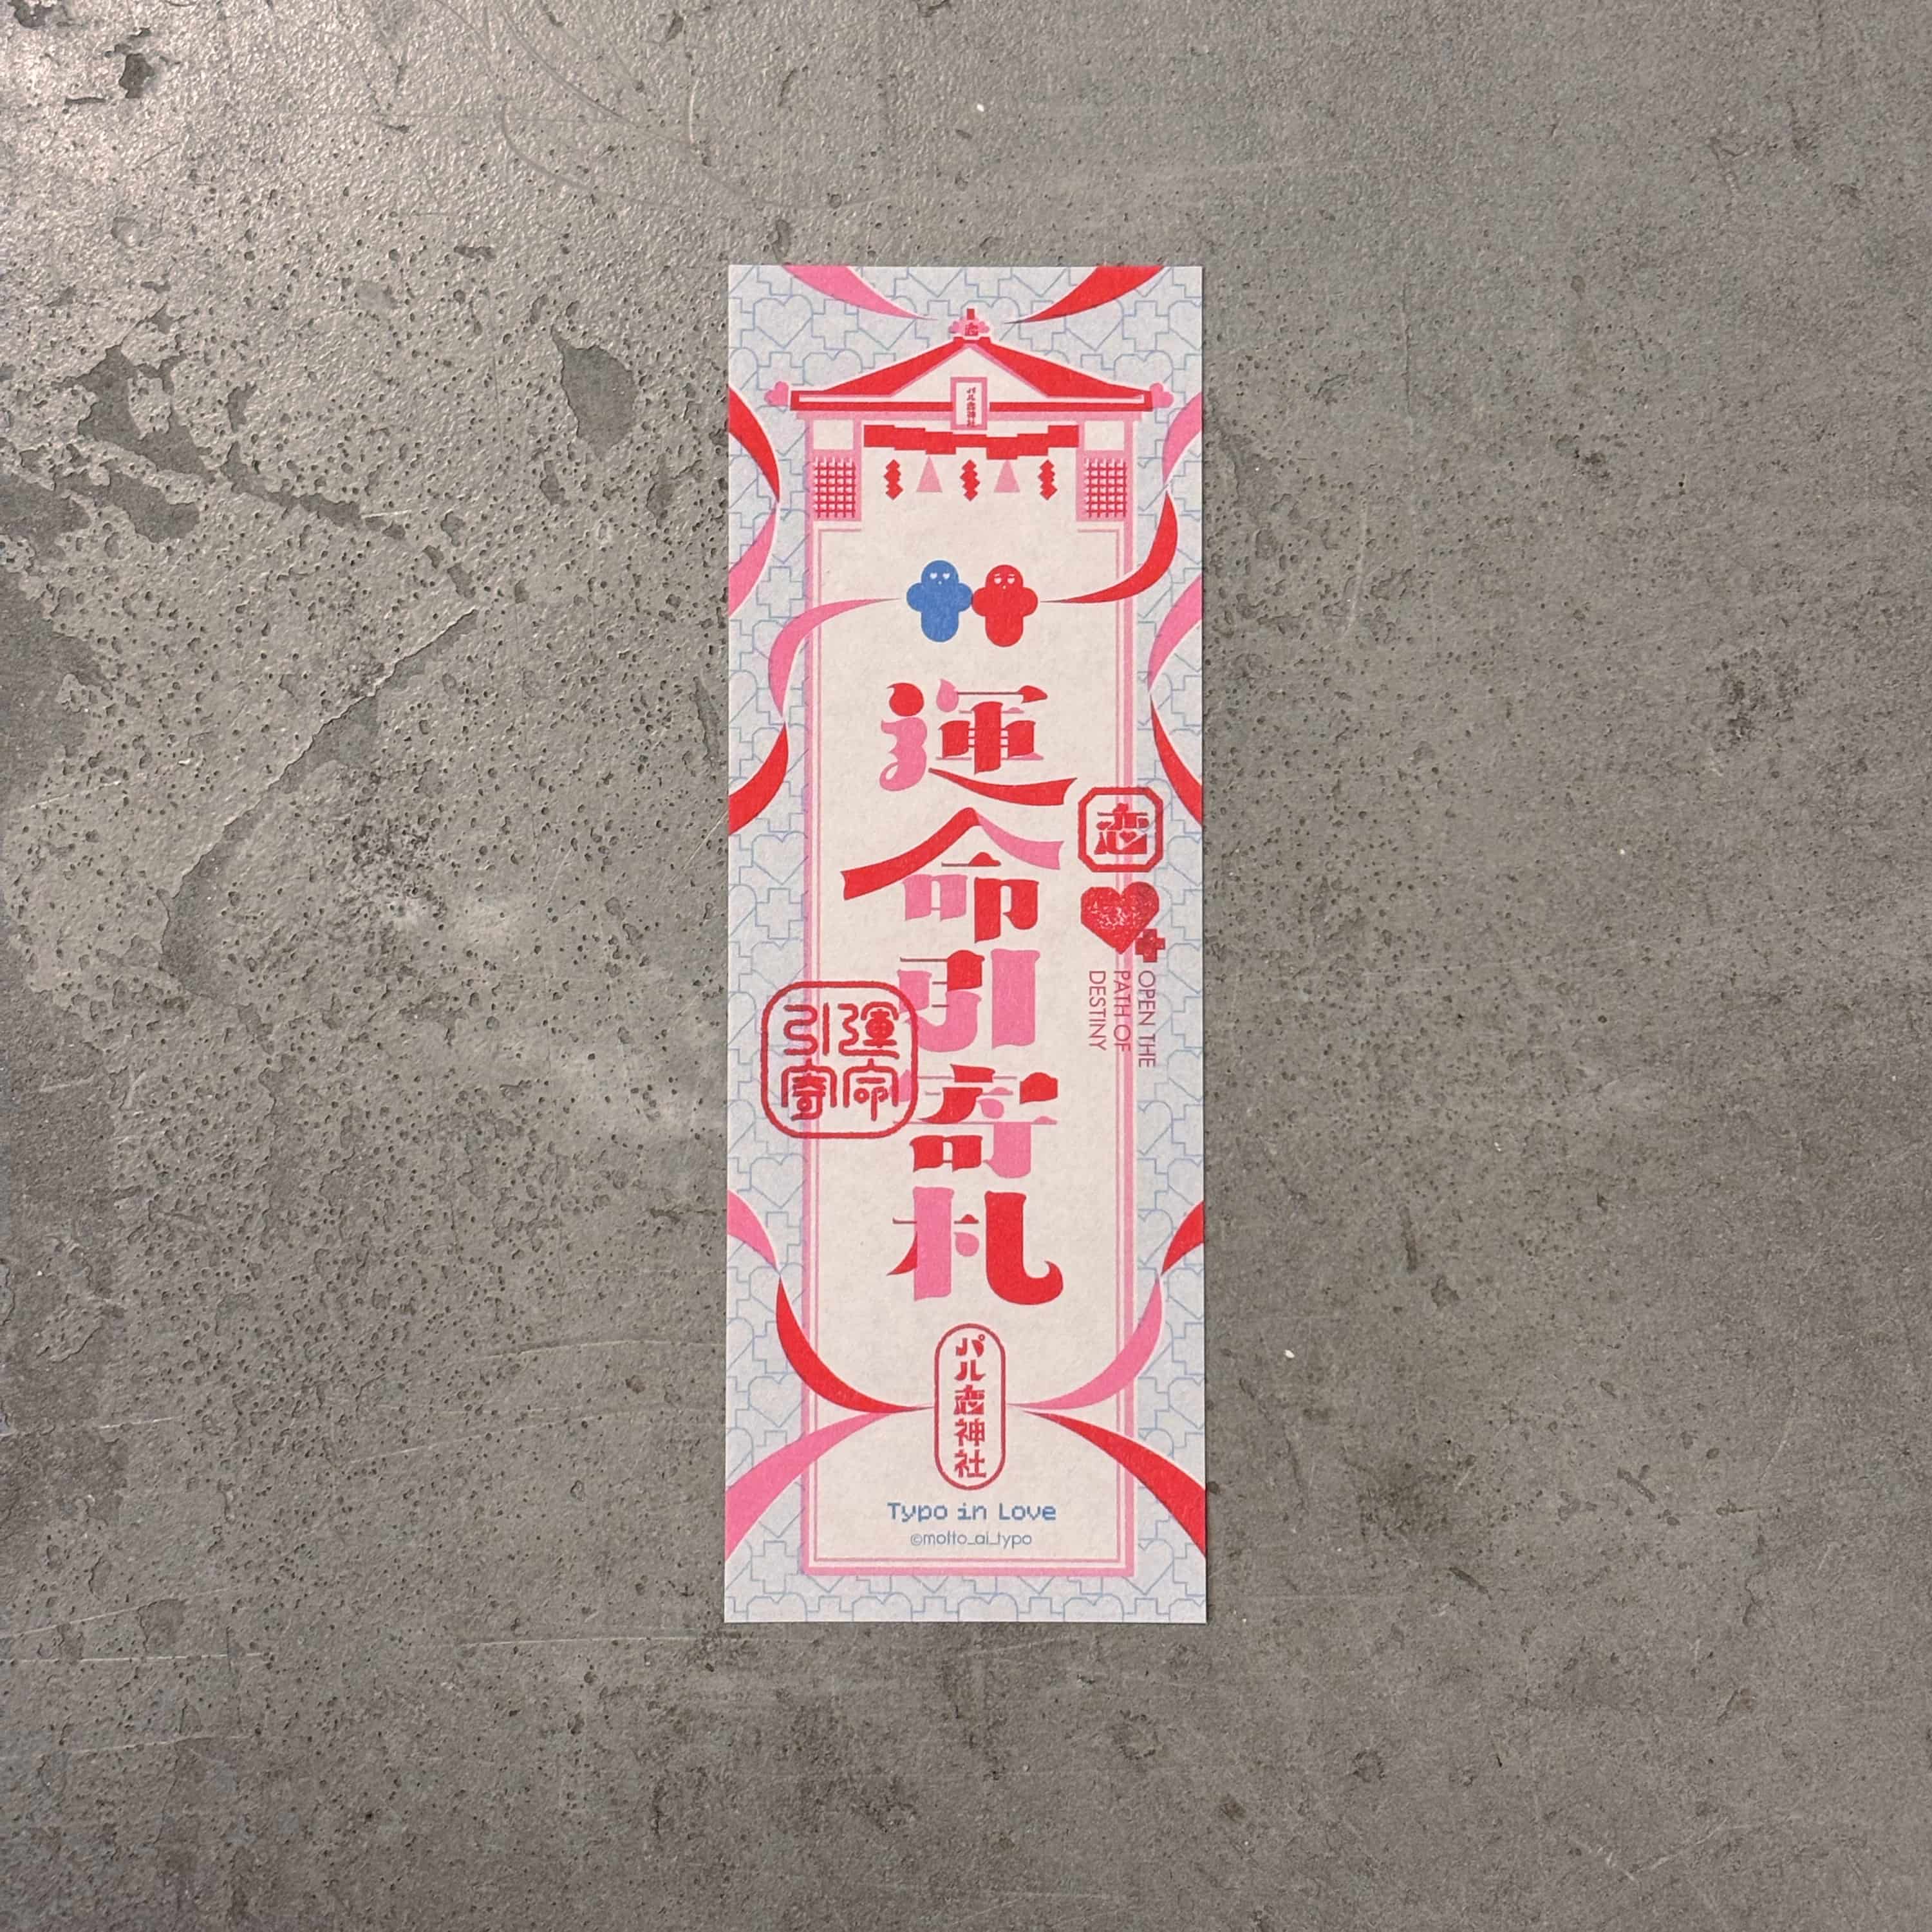 恋
パル恋神社
運命引寄札
恋
OPEN THE
PATH OF
DESTINY
運命
引寄
パル恋神社
Typo in Love
©motto_ai_typo